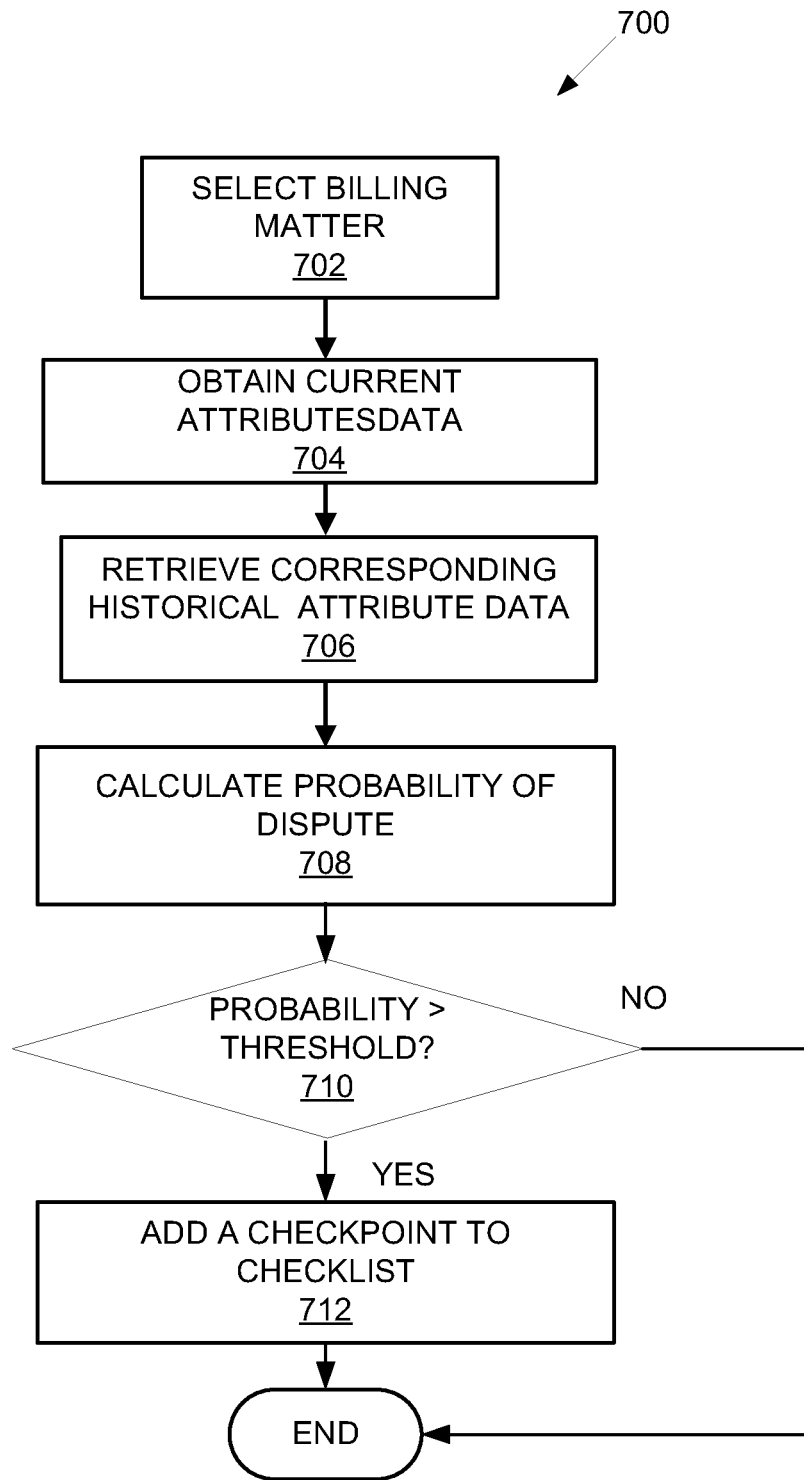 700
SELECT BILLING
MATTER
702
OBTAIN CURRENT
ATTRIBUTESDATA
704
RETRIEVE CORRESPONDING
HISTORICAL ATTRIBUTE DATA
706
CALCULATE PROBABILITY OF
DISPUTE
708
PROBABILITY >
THRESHOLD?
710
NO
YES
ADD A CHECKPOINT TO
CHECKLIST
712
END